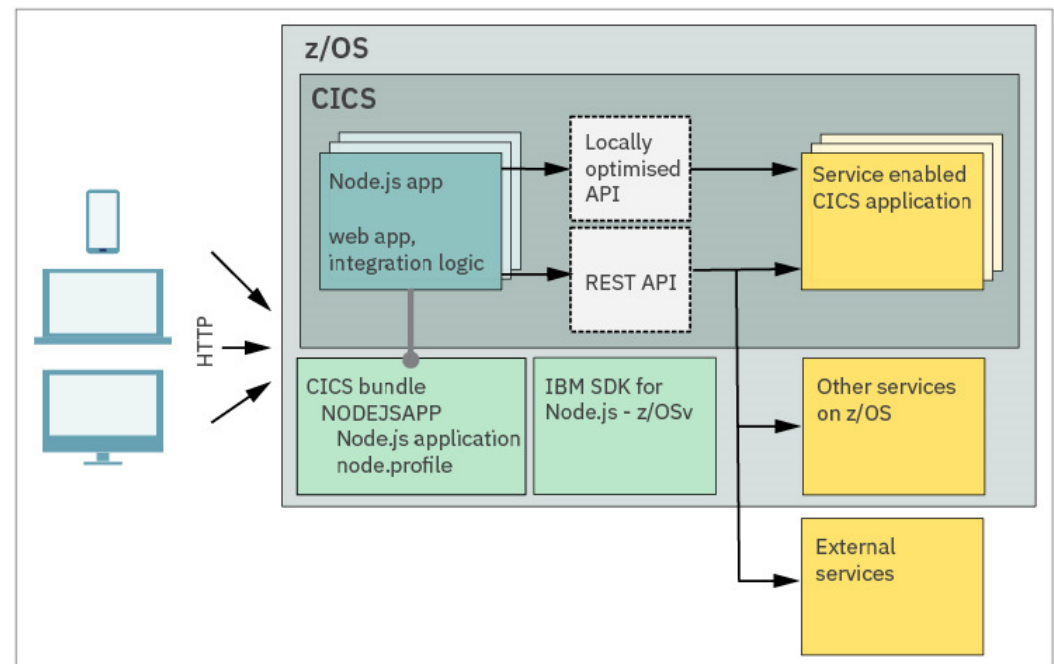 z/OS
CICS
Node.js app
web app,
integration logic
Locally
optimised
API
REST API
Service enabled
CICS application
HTTP
CICS bundle
NODEJSAPP
Node.js application
node.profile
IBM SDK for
Node.js - z/OSv
Other services
on z/OS
External
services